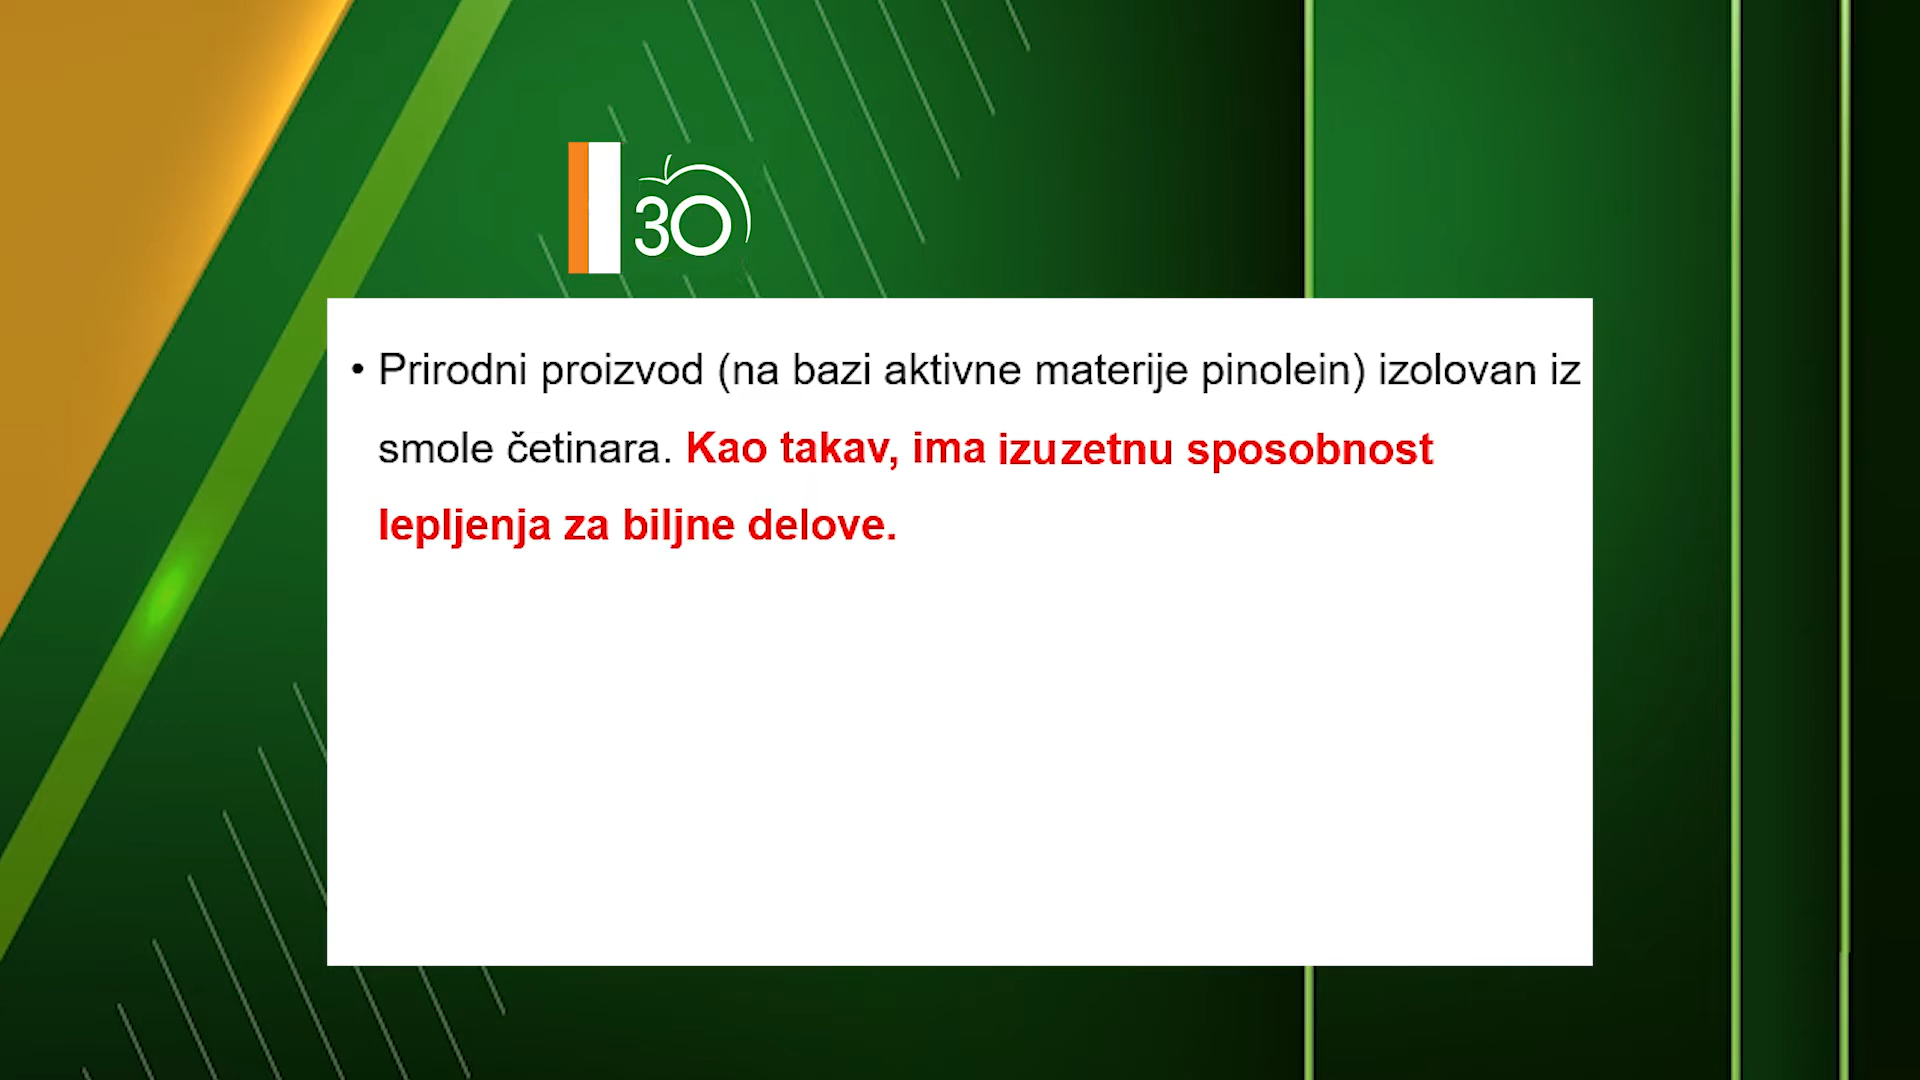 30
• Prirodni proizvod (na bazi aktivne materije pinolein) izolovan iz
smole četinara. Kao takav, ima izuzetnu sposobnost
lepljenja za biljne delove.